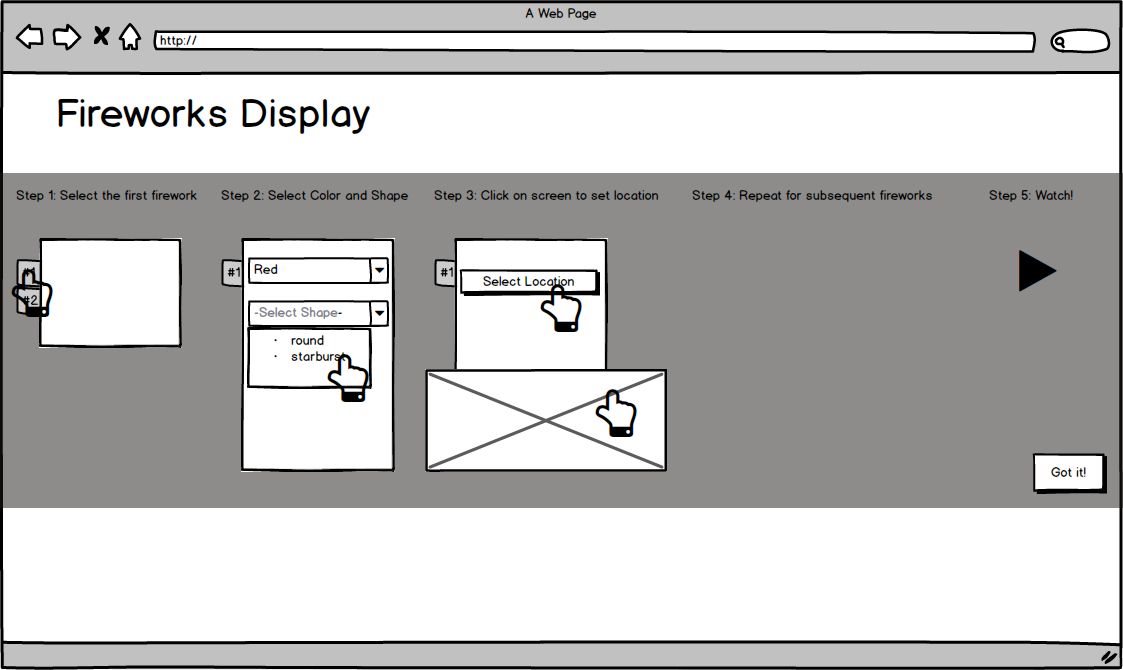 A Web Page
http://
Fireworks Display
Step 1: Select the first firework
Step 2: Select Color and Shape
Step 3: Click on screen to set location
Step 4: Repeat for subsequent fireworks
Step 5: Watch!
#1
#2
#1
Red
-Select Shape-
· round
· starburst
#1
Select Location
Got it!